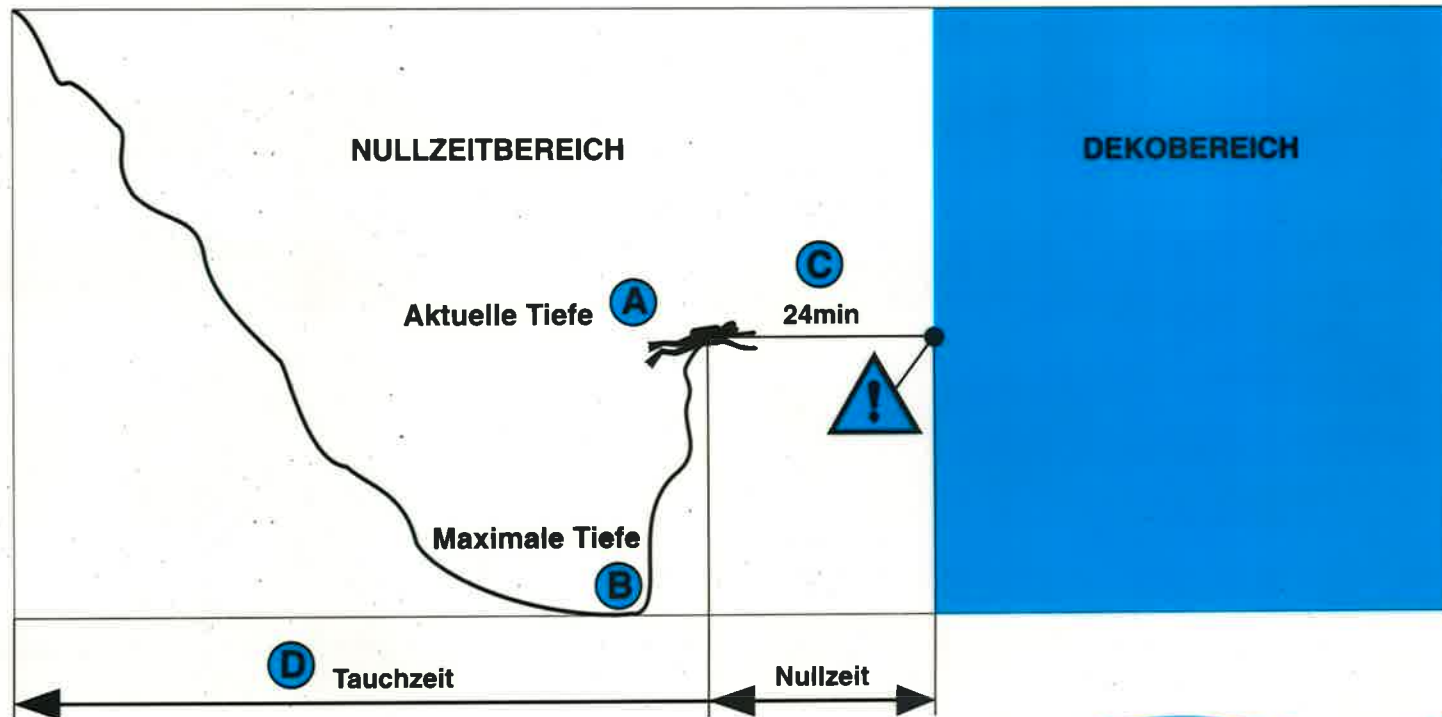 NULLZEITBEREICH
DEKOBEREICH
C
A
Aktuelle Tiefe
24min
!
Maximale Tiefe
B
D
Tauchzeit
Nullzeit